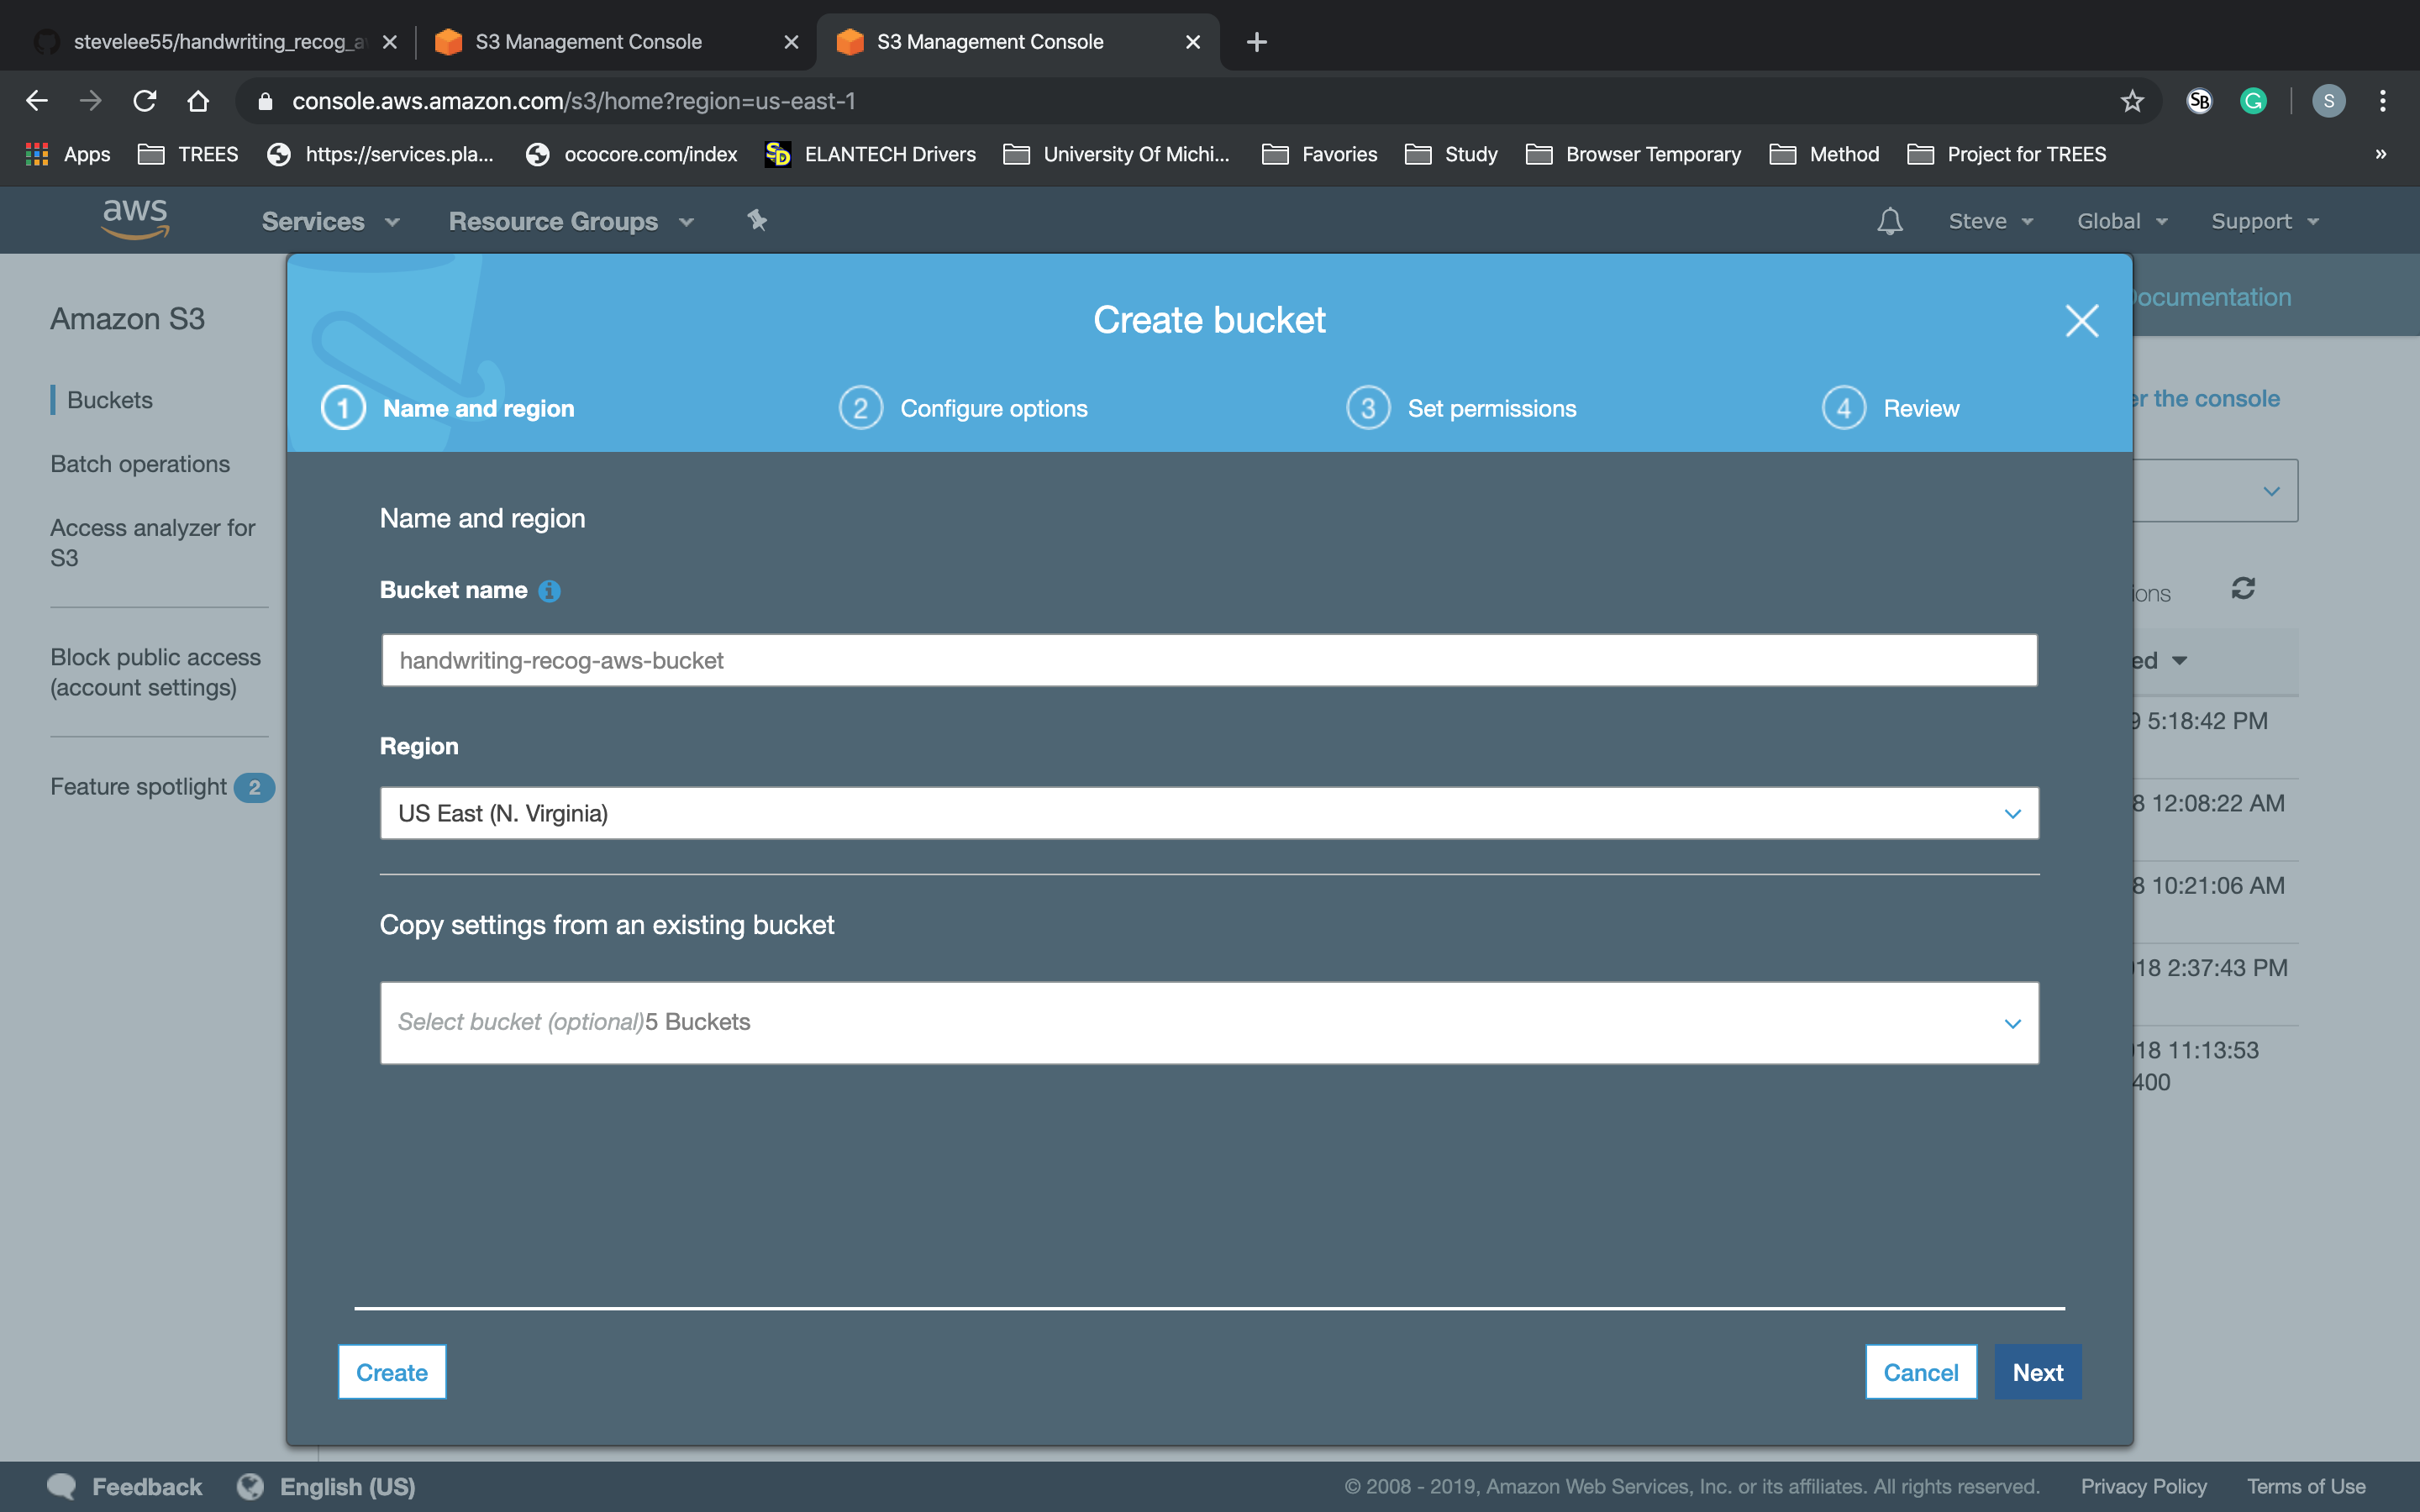 stevelee55/handwriting_recog_a
S3 Management Console
S3 Management Console
console.aws.amazon.com/s3/home?region=us-east-1
SB
G
S
Apps
TREES
https://services.pla...
ococore.com/index
SD
ELANTECH Drivers
University Of Michi...
Favories
Study
Browser Temporary
Method
Project for TREES
»
aws
Services
Resource Groups
Steve
Global
Support
Amazon S3
Buckets
Batch operations
Access analyzer for
S3
Block public access
(account settings)
Feature spotlight 2
Create bucket
1 Name and region
2 Configure options
3 Set permissions
4 Review
Name and region
Bucket name
handwriting-recog-aws-bucket
Region
US East (N. Virginia)
Copy settings from an existing bucket
Select bucket (optional)5 Buckets
Create
Cancel
Next
ocumentation
er the console
ions
ed
9 5:18:42 PM
8 12:08:22 AM
8 10:21:06 AM
18 2:37:43 PM
18 11:13:53
400
Feedback
English (US)
© 2008 - 2019, Amazon Web Services, Inc. or its affiliates. All rights reserved.
Privacy Policy
Terms of Use